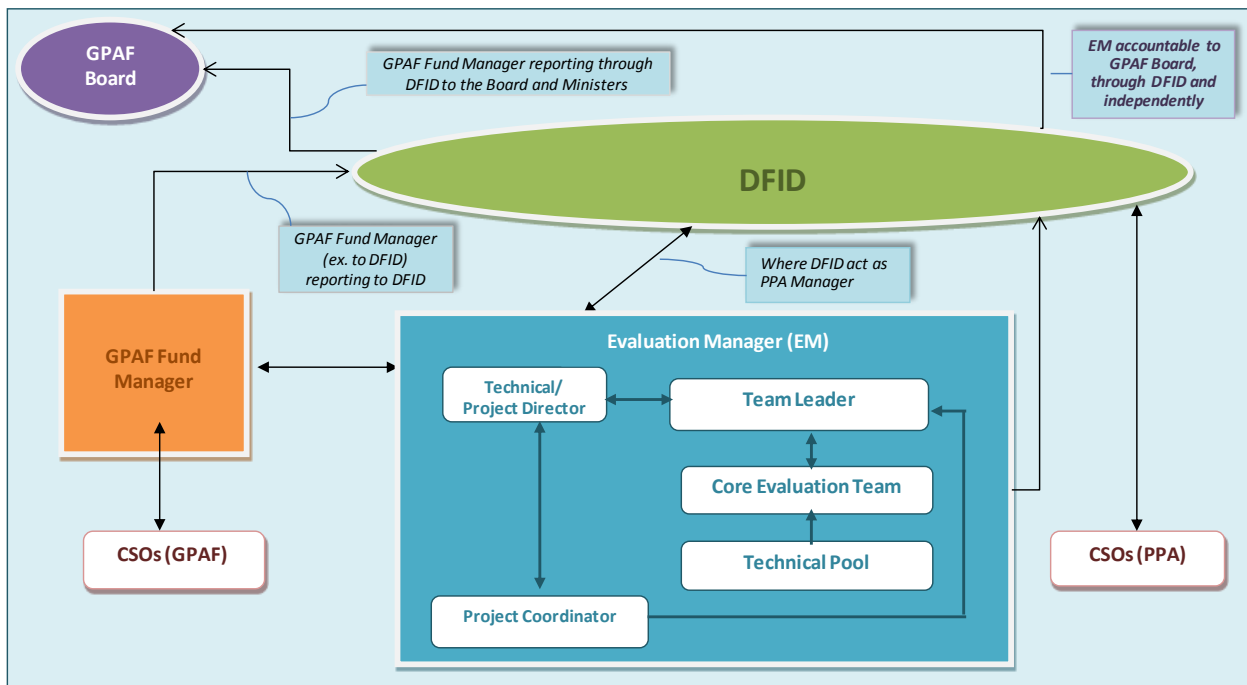 GPAF
Board
GPAF Fund Manager reporting through
DFID to the Board and Ministers
EM accountable to
GPAF Board,
through DFID and
independently
DFID
GPAF Fund Manager
(ex. to DFID)
reporting to DFID
Where DFID act as
PPA Manager
GPAF Fund
Manager
Evaluation Manager (EM)
Technical/
Project Director
Team Leader
Core Evaluation Team
Technical Pool
Project Coordinator
CSOs (GPAF)
CSOs (PPA)